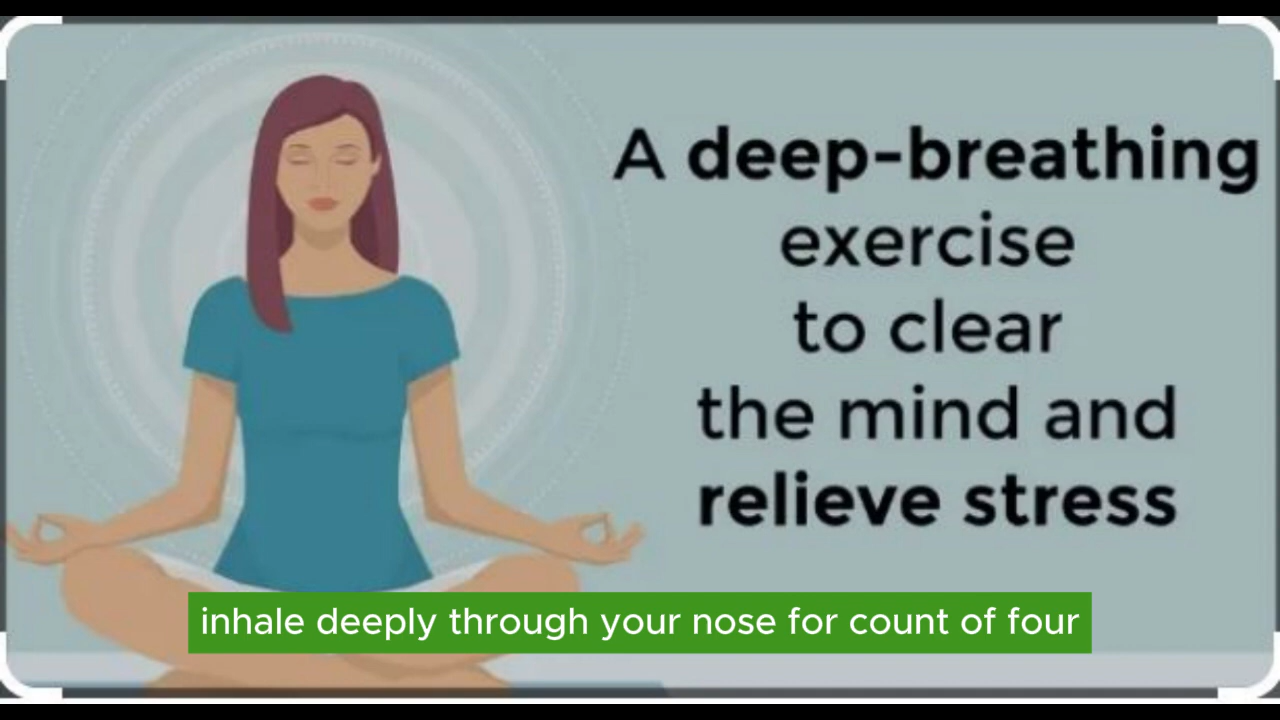 A deep-breathing
exercise
to clear
the mind and
relieve stress
inhale deeply through your nose for count of four